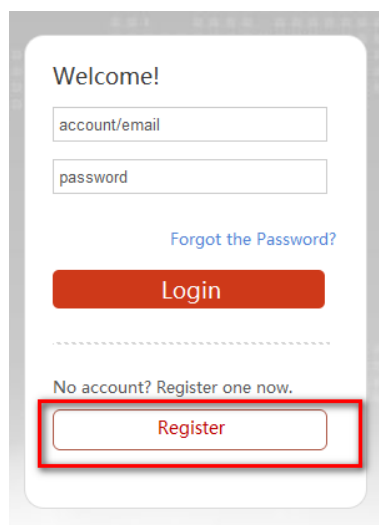 Welcome!
account/email
password
Forgot the Password?
Login
No account? Register one now.
Register